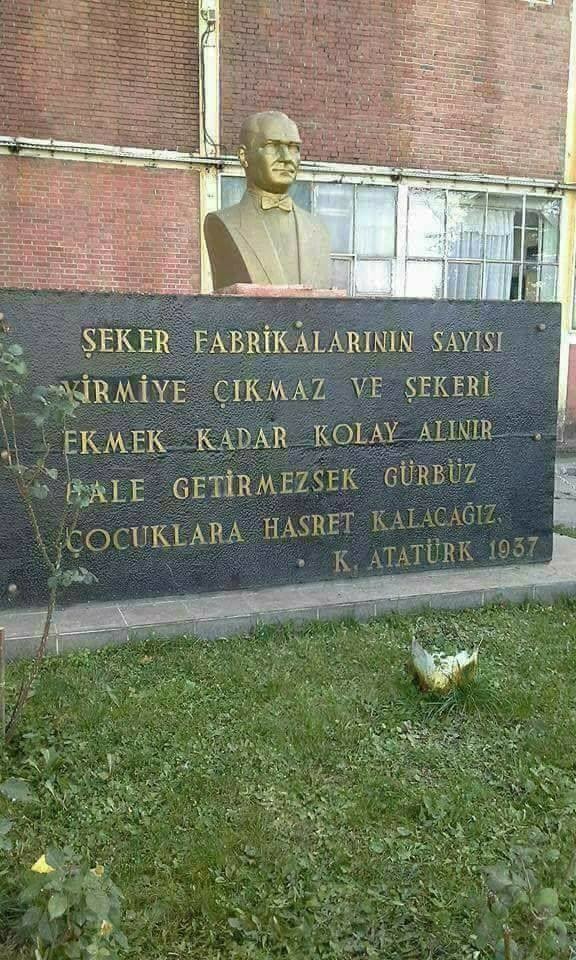 ŞEKER FABRİKALARININ SAYISI
YİRMİYE ÇIKMAZ VE ŞEKERİ
EKMEK KADAR KOLAY ALINIR
HALE GETİRMEZSEK GÜRBÜZ
ÇOCUKLARA HASRET KALACAĞIZ.
K. ATATÜRK 1937